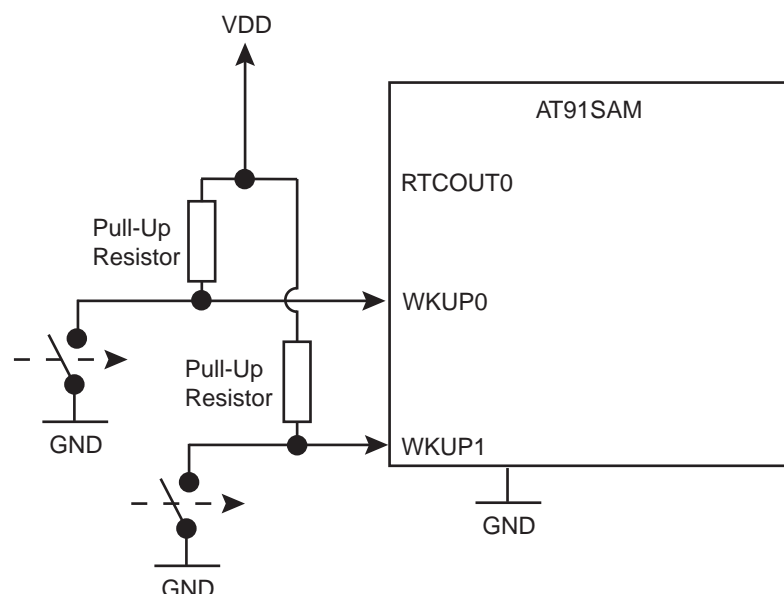 VDD
AT91SAM
RTCOUT0
Pull-Up
Resistor
WKUP0
Pull-Up
Resistor
GND
WKUP1
GND
GND